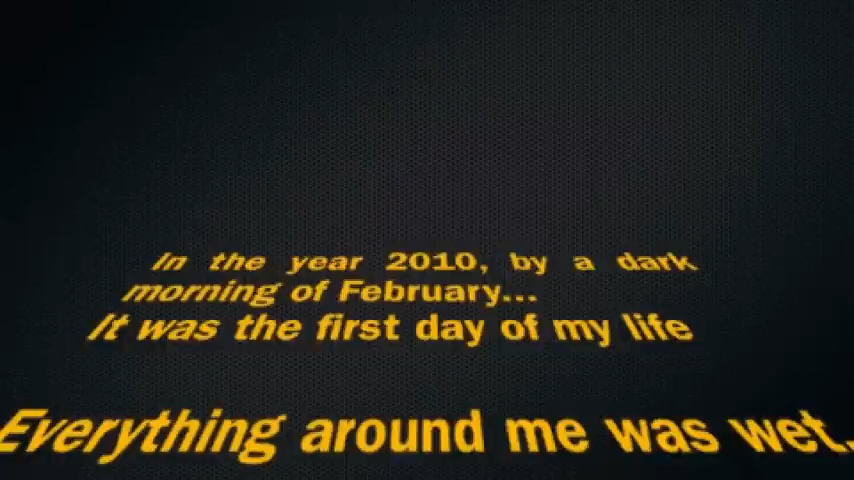 In the year 2010, by a dark
morning of February...
It was the first day of my life
Everything around me was wet.